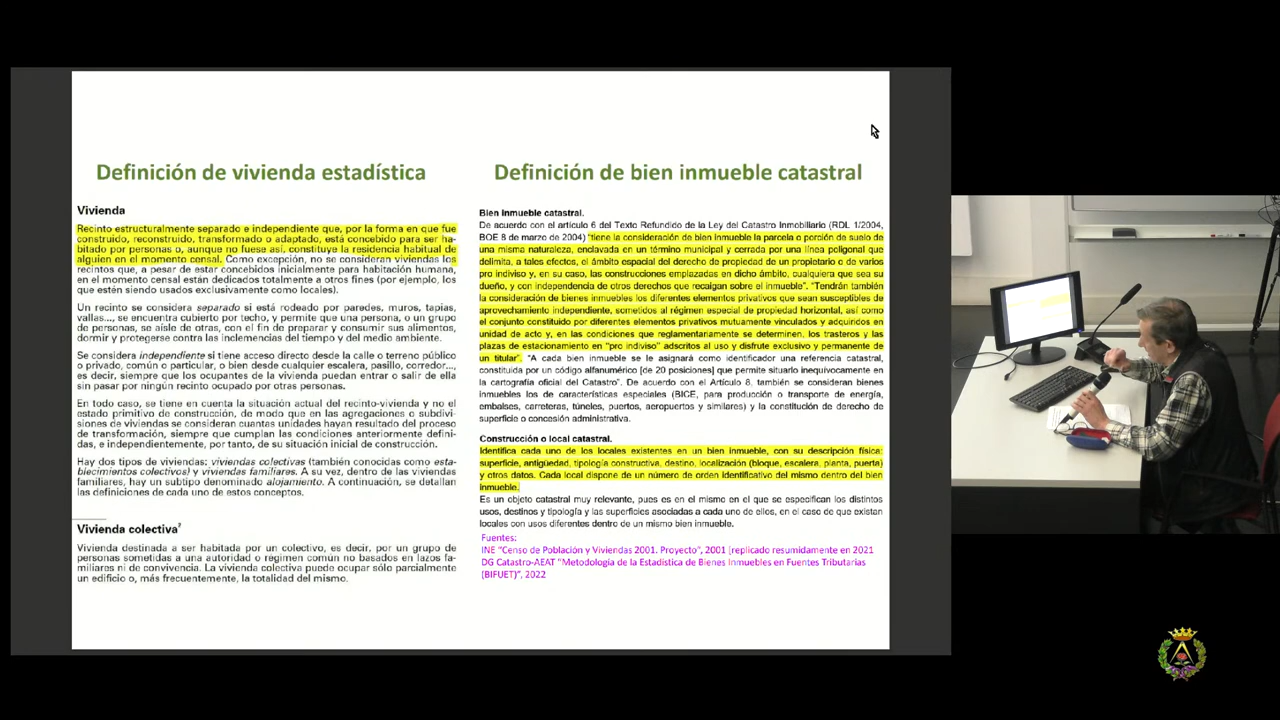 Definición de vivienda estadística
Vivienda
Recinto estructuralmente separado e independiente que, por la forma en que fue
construido, reconstruido, transformado o adaptado, está concebido para ser ha-
bitado por personas o, aunque no fuese así, constituye la residencia habitual de
alguien en el momento censal. Como excepción, no se consideran viviendas los
recintos que, a pesar de estar concebidos inicialmente para habitación humana,
en el momento censal están dedicados totalmente a otros fines (por ejemplo, los
que estén siendo usados exclusivamente como locales).
Un recinto se considera separado si está rodeado por paredes, muros, tapias,
vallas..., se encuentra cubierto por techo, y permite que una persona, o un grupo
de personas, se aísle de otras, con el fin de preparar y consumir sus alimentos,
dormir y protegerse contra las inclemencias del tiempo y del medio ambiente.
Se considera independiente si tiene acceso directo desde la calle o terreno público
o privado, común o particular, o bien desde cualquier escalera, pasillo, corredor...,
es decir, siempre que los ocupantes de la vivienda puedan entrar o salir de ella
sin pasar por ningún recinto ocupado por otras personas.
En todo caso, se tiene en cuenta la situación actual del recinto-vivienda y no el
estado primitivo de construcción, de modo que en las agregaciones o subdivi-
siones de viviendas se consideran cuantas unidades hayan resultado del proceso
de transformación, siempre que cumplan las condiciones anteriormente defini-
das, e independientemente, por tanto, de su situación inicial de construcción.
Hay dos tipos de viviendas: viviendas colectivas (también conocidas como esta-
blecimientos colectivos) y viviendas familiares. A su vez, dentro de las viviendas
familiares, hay un subtipo denominado alojamiento. A continuación, se detallan
las definiciones de cada uno de estos conceptos.
Vivienda colectiva⁷
Vivienda destinada a ser habitada por un colectivo, es decir, por un grupo de
personas sometidas a una autoridad o régimen común no basados en lazos fa-
miliares ni de convivencia. La vivienda colectiva puede ocupar sólo parcialmente
un edificio o, más frecuentemente, la totalidad del mismo.
Definición de bien inmueble catastral
Bien inmueble catastral.
De acuerdo con el artículo 6 del Texto Refundido de la Ley del Catastro Inmobiliario (RDL 1/2004,
BOE 8 de marzo de 2004) "tiene la consideración de bien inmueble la parcela o porción de suelo de
una misma naturaleza, enclavada en un término municipal y cerrada por una línea poligonal que
delimita, a tales efectos, el ámbito espacial del derecho de propiedad de un propietario o de varios
pro indiviso y, en su caso, las construcciones emplazadas en dicho ámbito, cualquiera que sea su
dueño, y con independencia de otros derechos que recaigan sobre el inmueble". "Tendrán también
la consideración de bienes inmuebles los diferentes elementos privativos que sean susceptibles de
aprovechamiento independiente, sometidos al régimen especial de propiedad horizontal, así como
el conjunto constituido por diferentes elementos privativos mutuamente vinculados y adquiridos en
unidad de acto y, en las condiciones que reglamentariamente se determinen, los trasteros y las
plazas de estacionamiento en "pro indiviso" adscritos al uso y disfrute exclusivo y permanente de
un titular". "A cada bien inmueble se le asignará como identificador una referencia catastral,
constituida por un código alfanumérico [de 20 posiciones] que permite situarlo inequívocamente en
la cartografía oficial del Catastro". De acuerdo con el Artículo 8, también se consideran bienes
inmuebles los de características especiales (BICE, para producción o transporte de energía,
embalses, carreteras, túneles, puertos, aeropuertos y similares) y la constitución de derecho de
superficie o concesión administrativa.
Construcción o local catastral.
Identifica cada uno de los locales existentes en un bien inmueble, con su descripción física:
superficie, antigüedad, tipología constructiva, destino, localización (bloque, escalera, planta, puerta)
y otros datos. Cada local dispone de un número de orden identificativo del mismo dentro del bien
inmueble.
Es un objeto catastral muy relevante, pues es en el mismo en el que se especifican los distintos
usos, destinos y tipología y las superficies asociadas a cada uno de ellos, en el caso de que existan
locales con usos diferentes dentro de un mismo bien inmueble.
Fuentes:
INE "Censo de Población y Viviendas 2001. Proyecto", 2001 [replicado resumidamente en 2021
DG Catastro-AEAT "Metodología de la Estadística de Bienes Inmuebles en Fuentes Tributarias
(BIFUET)", 2022